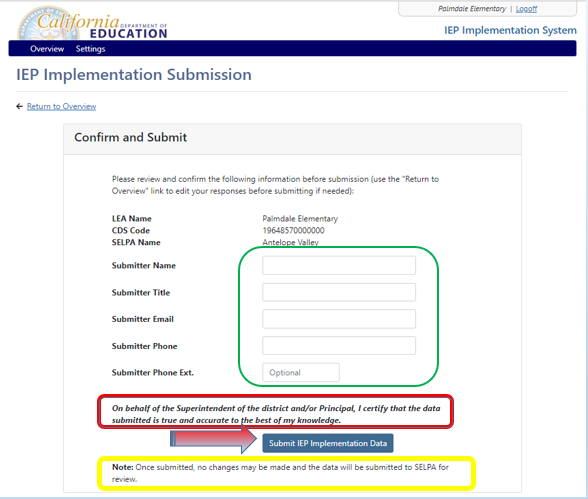 Palmdale Elementary | Logoff
California DEPARTMENT OF
EDUCATION
IEP Implementation System
Overview Settings
IEP Implementation Submission
← Return to Overview
Confirm and Submit
Please review and confirm the following information before submission (use the "Return to
Overview" link to edit your responses before submitting if needed):
LEA Name Palmdale Elementary
CDS Code 19648570000000
SELPA Name Antelope Valley
Submitter Name
Submitter Title
Submitter Email
Submitter Phone
Submitter Phone Ext. Optional
On behalf of the Superintendent of the district and/or Principal, I certify that the data
submitted is true and accurate to the best of my knowledge.
Submit IEP Implementation Data
Note: Once submitted, no changes may be made and the data will be submitted to SELPA for
review.